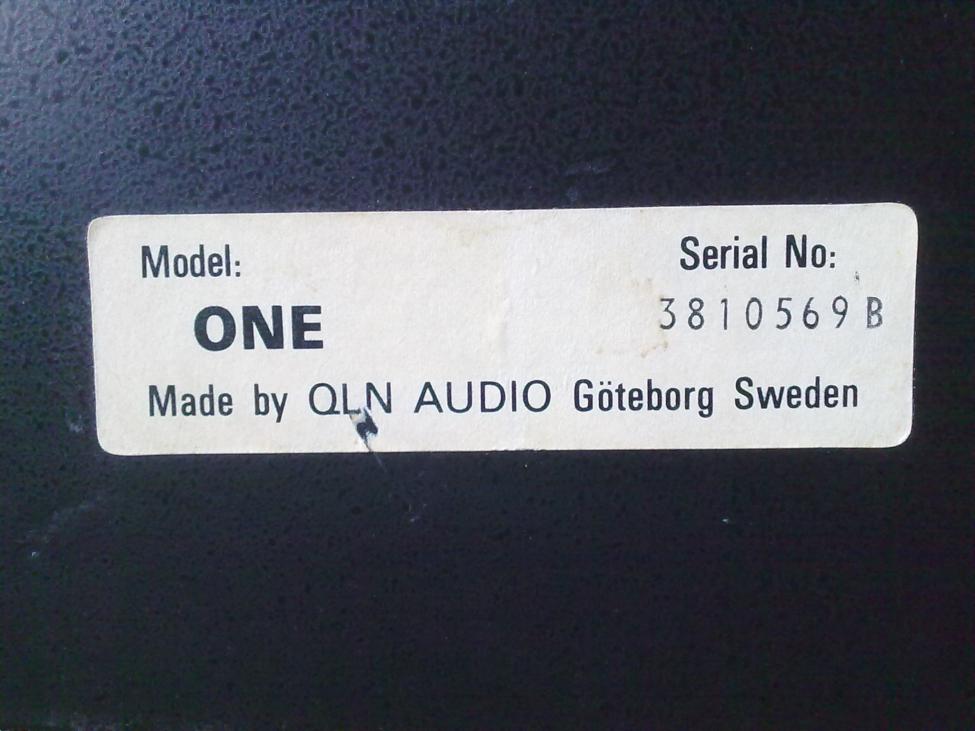 Model:
Serial No:
ONE
3810569 B
Made by QLN AUDIO Göteborg Sweden